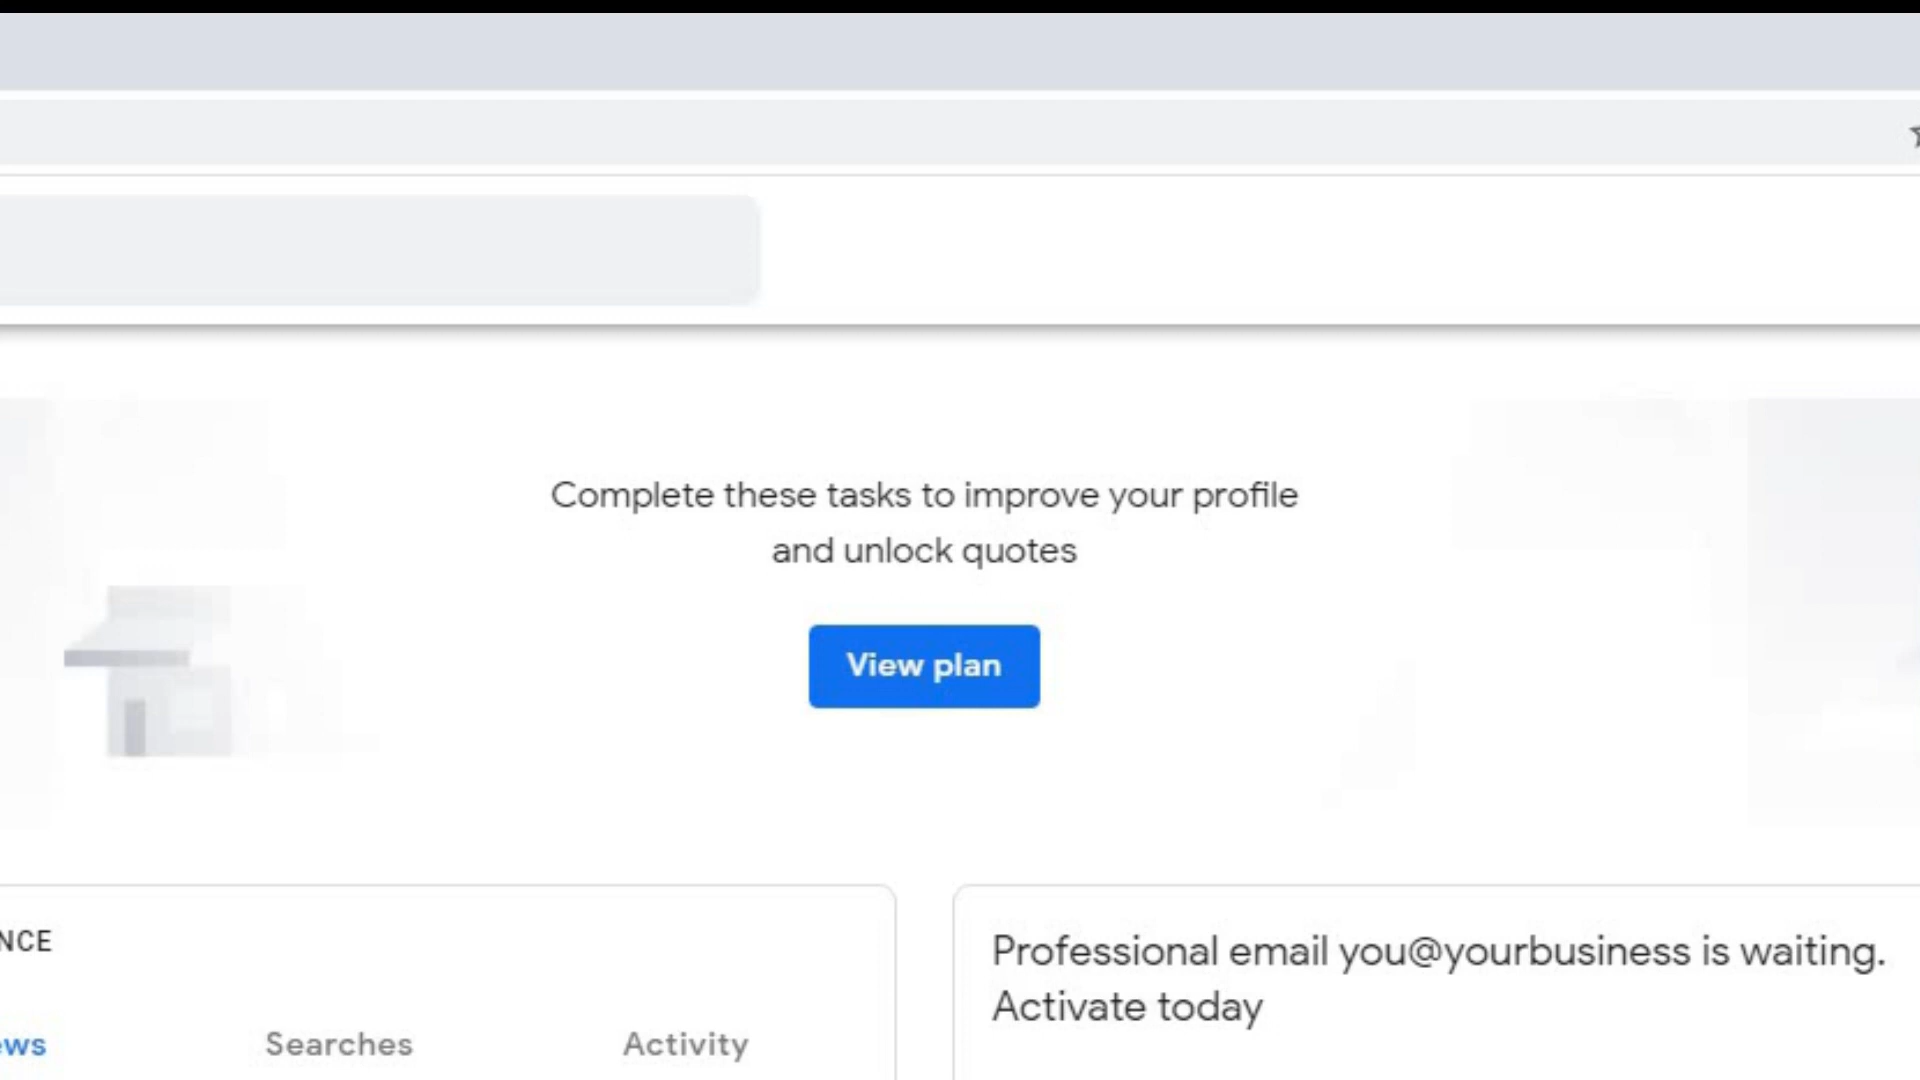 Complete these tasks to improve your profile
and unlock quotes
View plan
NCE
Professional email you@yourbusiness is waiting.
Activate today
ews
Searches
Activity